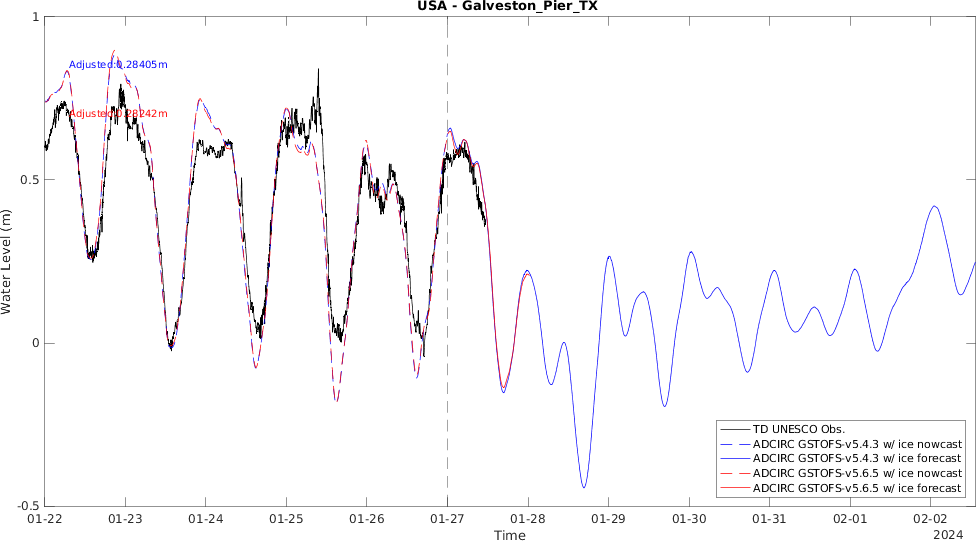 USA - Galveston_Pier_TX
1
0.5
0
-0.5
Water Level (m)
Adjusted:0.28405m
Adjusted:0.28242m
TD UNESCO Obs.
ADCIRC GSTOFS-v5.4.3 w/ ice nowcast
ADCIRC GSTOFS-v5.4.3 w/ ice forecast
ADCIRC GSTOFS-v5.6.5 w/ ice nowcast
ADCIRC GSTOFS-v5.6.5 w/ ice forecast
01-22 01-23 01-24 01-25 01-26 01-27 01-28 01-29 01-30 01-31 02-01 02-02
Time
2024